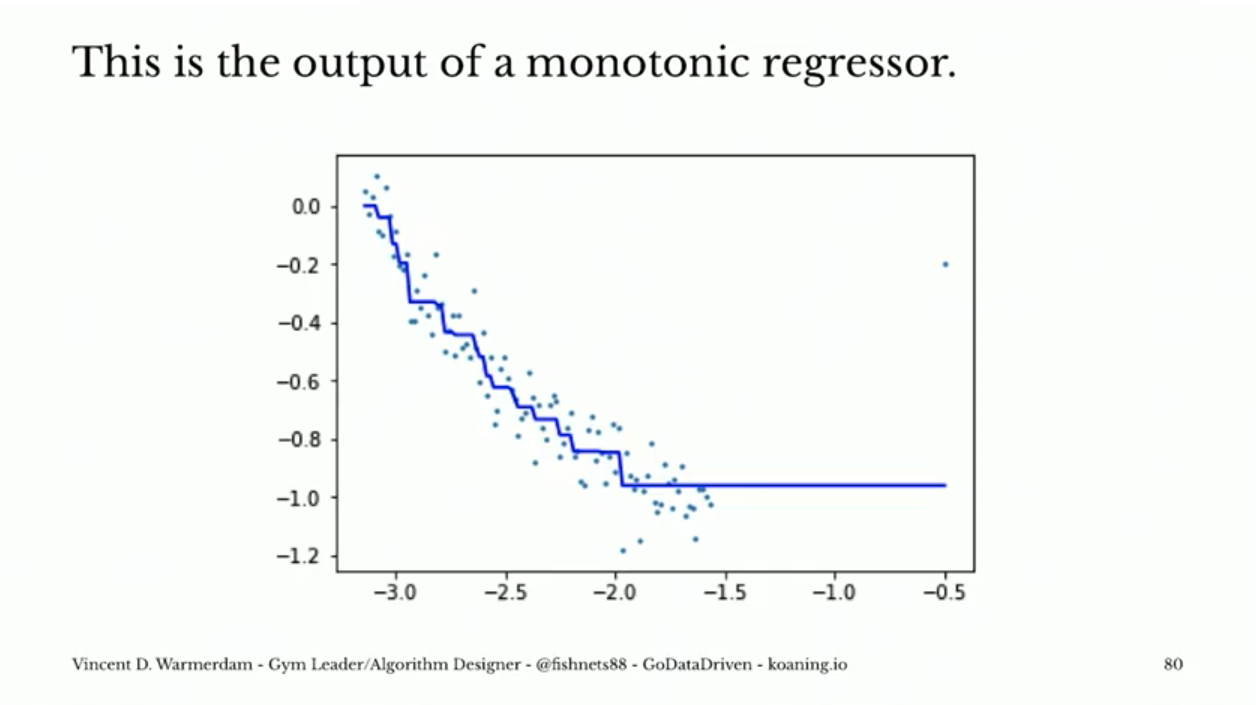 This is the output of a monotonic regressor.
0.0
−0.2
−0.4
−0.6
−0.8
−1.0
−1.2
−3.0 −2.5 −2.0 −1.5 −1.0 −0.5
Vincent D. Warmerdam - Gym Leader/Algorithm Designer - @fishnets88 - GoDataDriven - koaning.io 80